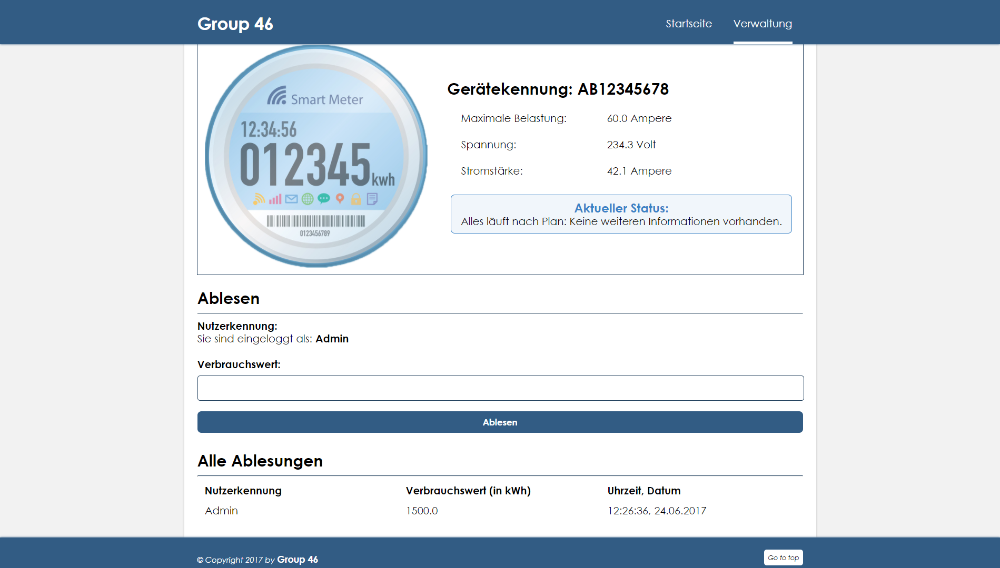 Group 46
Startseite
Verwaltung
Smart Meter
12:34:56
012345kwh
0123456789
Gerätekennung: AB12345678
Maximale Belastung: 60.0 Ampere
Spannung: 234.3 Volt
Stromstärke: 42.1 Ampere
Aktueller Status:
Alles läuft nach Plan: Keine weiteren Informationen vorhanden.
Ablesen
Nutzerkennung:
Sie sind eingeloggt als: Admin
Verbrauchswert:
Ablesen
Alle Ablesungen
Nutzerkennung Verbrauchswert (in kWh) Uhrzeit, Datum
Admin 1500.0 12:26:36, 24.06.2017
© Copyright 2017 by Group 46
Go to top